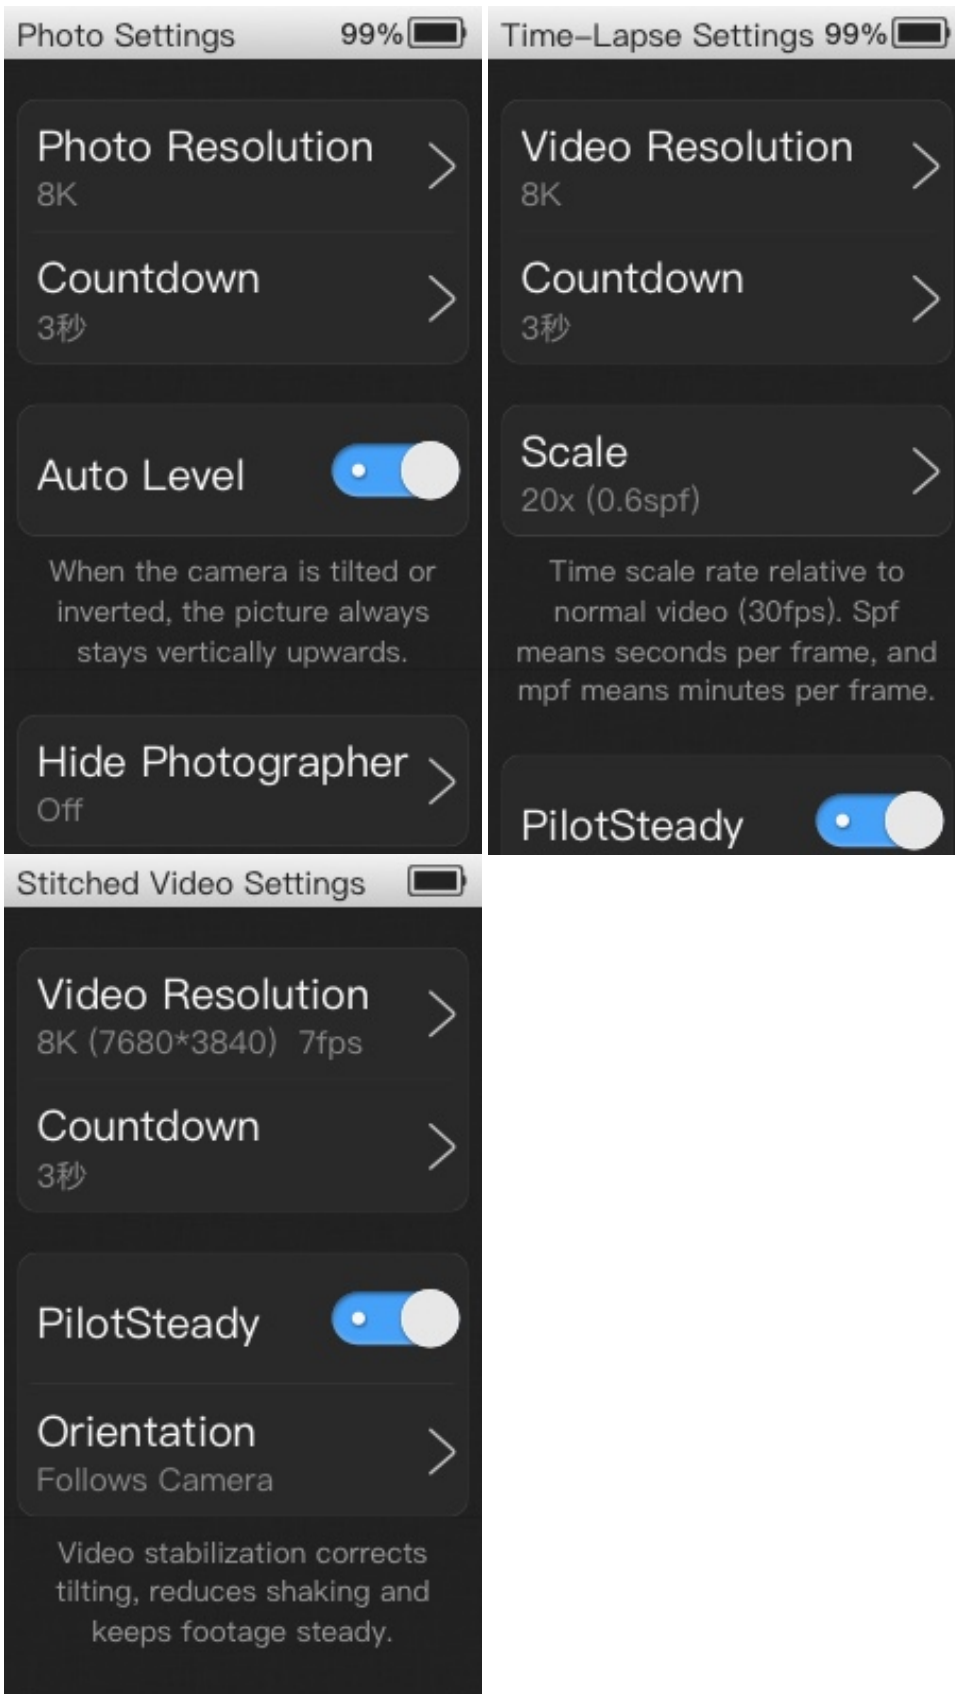 Photo Settings 99%
Photo Resolution
8K
Countdown
3秒
Auto Level
When the camera is tilted or
inverted, the picture always
stays vertically upwards.
Hide Photographer
Off
Time-Lapse Settings 99%
Video Resolution
8K
Countdown
3秒
Scale
20x (0.6spf)
Time scale rate relative to
normal video (30fps). Spf
means seconds per frame, and
mpf means minutes per frame.
PilotSteady
Stitched Video Settings
Video Resolution
8K (7680*3840) 7fps
Countdown
3秒
PilotSteady
Orientation
Follows Camera
Video stabilization corrects
tilting, reduces shaking and
keeps footage steady.